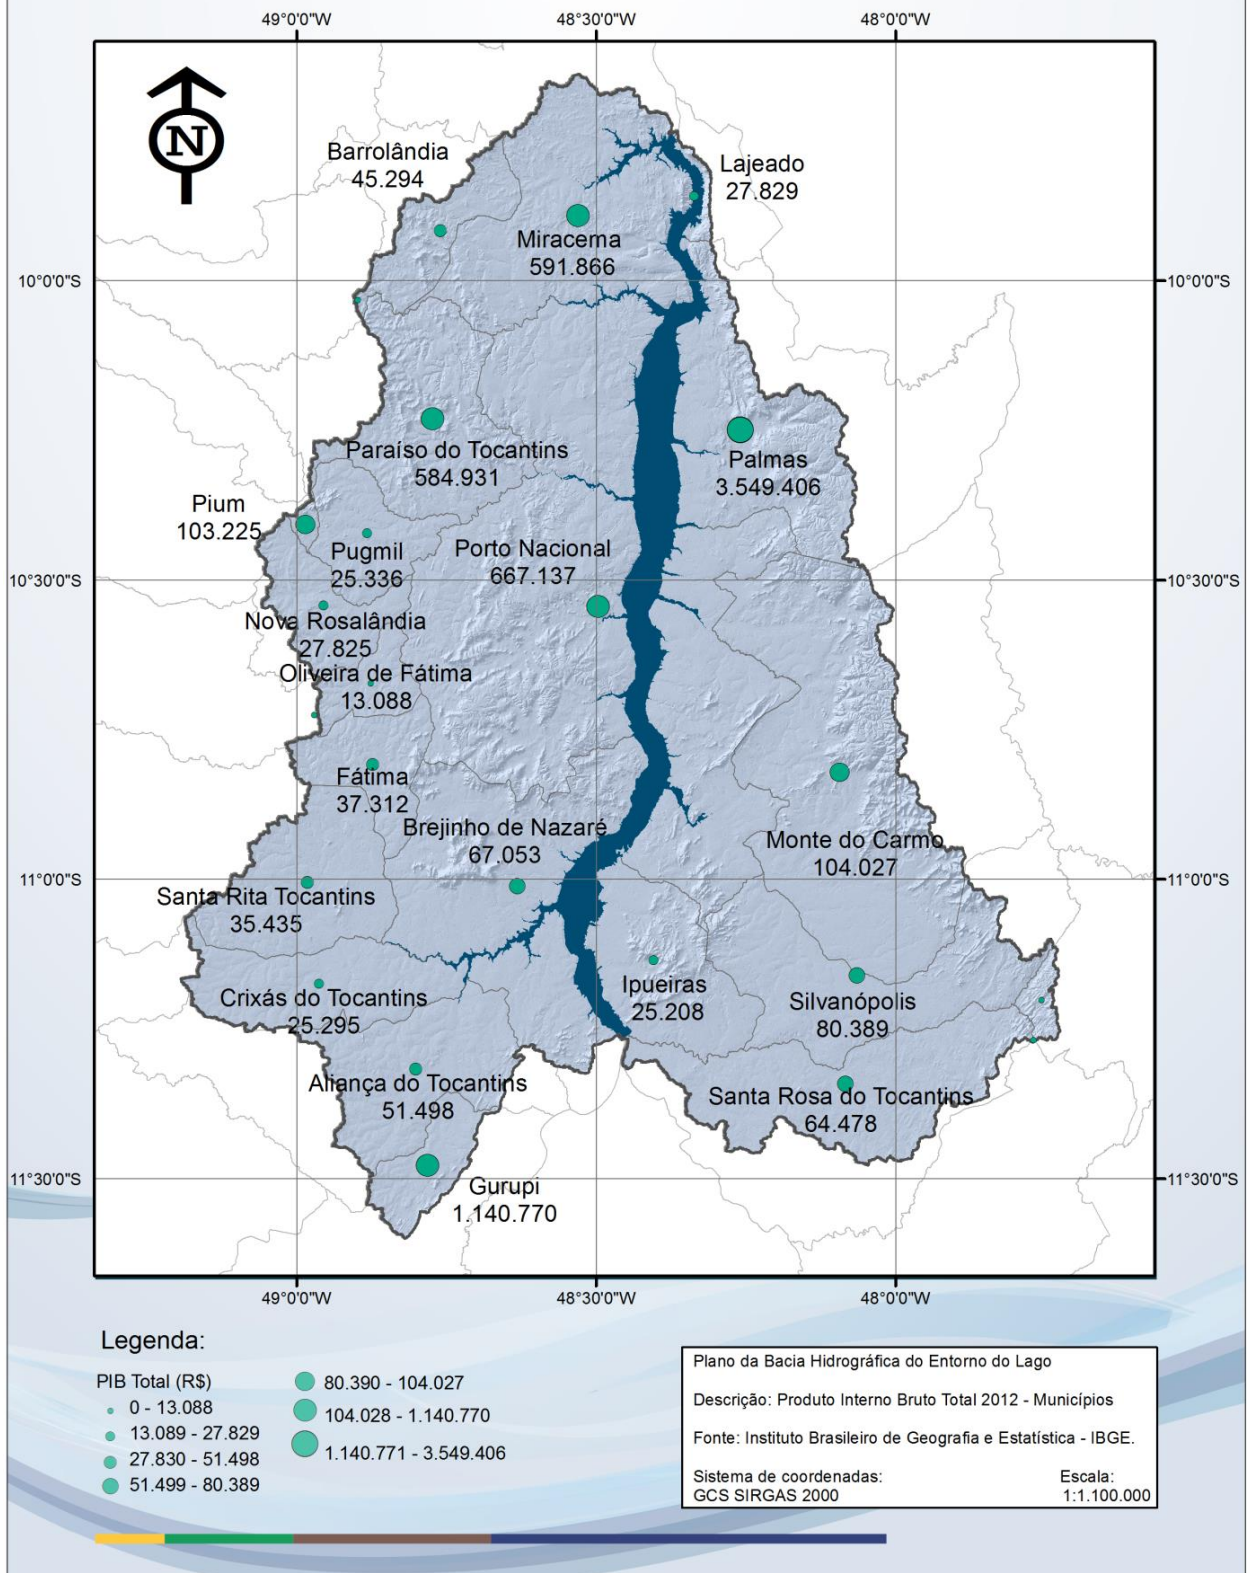 49°0'0"W 48°30'0"W 48°0'0"W
N
Barrolândia
45.294
Lajeado
27.829
Miracema
591.866
10°0'0"S 10°0'0"S
Paraíso do Tocantins
584.931
Palmas
3.549.406
Pium
103.225
Pugmil
25.336
Porto Nacional
667.137
10°30'0"S 10°30'0"S
Nova Rosalândia
27.825
Oliveira de Fátima
13.088
Fátima
37.312
Brejinho de Nazaré
67.053
Monte do Carmo
104.027
11°0'0"S 11°0'0"S
Santa Rita Tocantins
35.435
Crixás do Tocantins
25.295
Ipueiras
25.208
Silvanópolis
80.389
Aliança do Tocantins
51.498
Santa Rosa do Tocantins
64.478
11°30'0"S 11°30'0"S
Gurupi
1.140.770
49°0'0"W 48°30'0"W 48°0'0"W
Legenda:
PIB Total (R$)
0 - 13.088
13.089 - 27.829
27.830 - 51.498
51.499 - 80.389
80.390 - 104.027
104.028 - 1.140.770
1.140.771 - 3.549.406
Plano da Bacia Hidrográfica do Entorno do Lago
Descrição: Produto Interno Bruto Total 2012 - Municípios
Fonte: Instituto Brasileiro de Geografia e Estatística - IBGE.
Sistema de coordenadas:
GCS SIRGAS 2000
Escala:
1:1.100.000